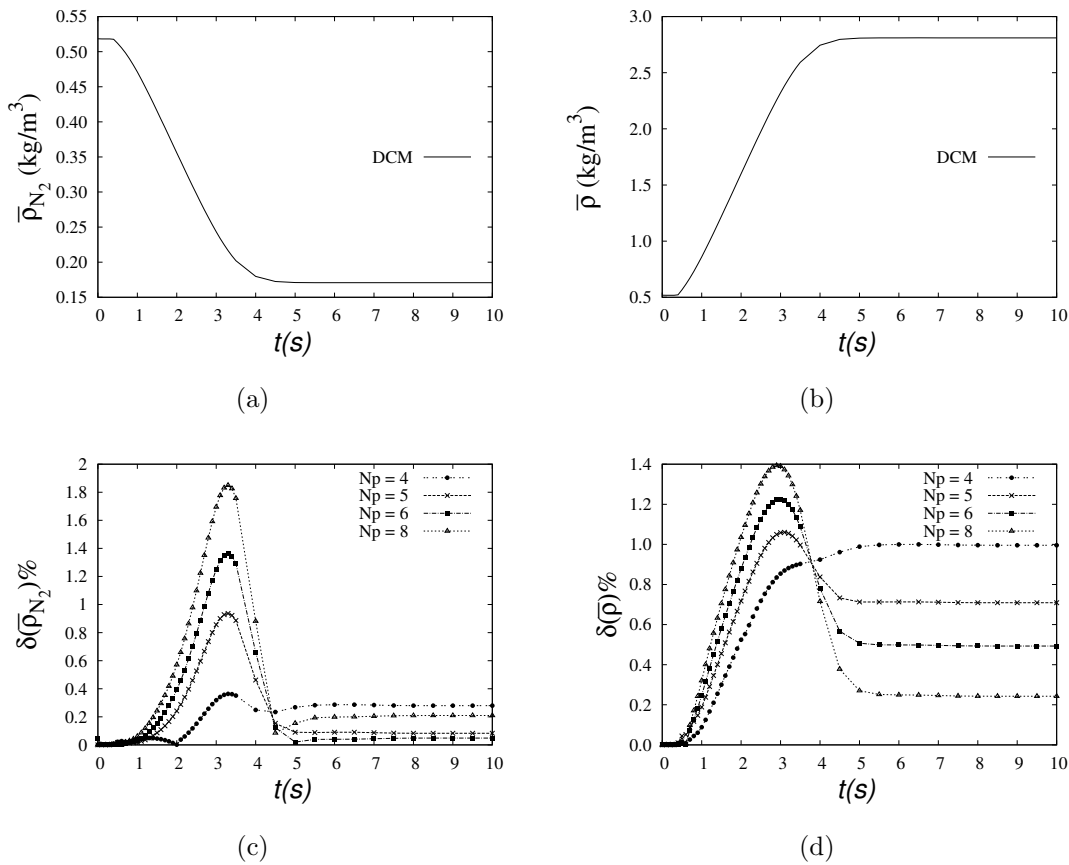 0.55
0.50
0.45
0.40
0.35
0.30
0.25
0.20
0.15
ρ̄N₂ (kg/m³)
DCM
0 1 2 3 4 5 6 7 8 9 10
t(s)
(a)
3.0
2.5
2.0
1.5
1.0
0.5
ρ̄ (kg/m³)
DCM
0 1 2 3 4 5 6 7 8 9 10
t(s)
(b)
2
1.8
1.6
1.4
1.2
1
0.8
0.6
0.4
0.2
0
δ(ρ̄N₂)%
Np = 4
Np = 5
Np = 6
Np = 8
0 1 2 3 4 5 6 7 8 9 10
t(s)
(c)
1.4
1.2
1.0
0.8
0.6
0.4
0.2
0.0
δ(ρ̄)%
Np = 4
Np = 5
Np = 6
Np = 8
0 1 2 3 4 5 6 7 8 9 10
t(s)
(d)